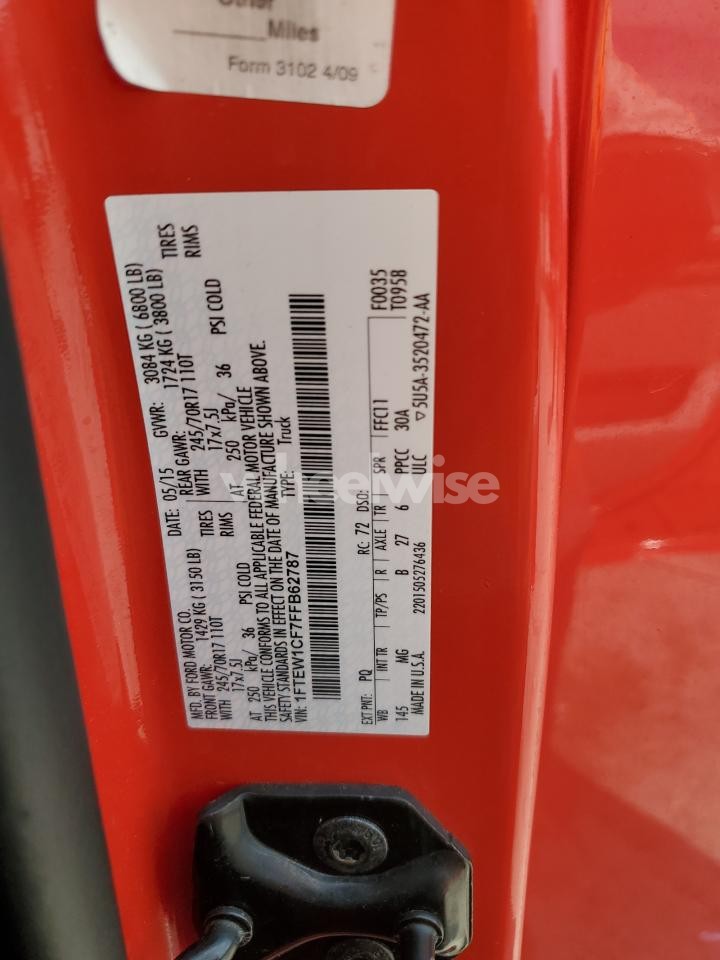 Other
______Miles
Form 3102 4/09
MFD. BY FORD MOTOR CO.
DATE: 05/15 GVWR: 3084 KG ( 6800 LB)
FRONT GAWR: 1429 KG ( 3150 LB) REAR GAWR: 1724 KG ( 3800 LB)
WITH 245/70R17 110T TIRES WITH 245/70R17 110T TIRES
17x7.5J RIMS 17x7.5J RIMS
AT 250 kPa/ 36 PSI COLD AT 250 kPa/ 36 PSI COLD
THIS VEHICLE CONFORMS TO ALL APPLICABLE FEDERAL MOTOR VEHICLE
SAFETY STANDARDS IN EFFECT ON THE DATE OF MANUFACTURE SHOWN ABOVE.
VIN: 1FTEW1CF7FFB62787 TYPE: Truck
EXT PNT: PQ RC: 72 DSO: F0035
WB INT TR TP/PS R AXLE TR SPR FFC11 T0958
145 MG B 27 6 PPCC 30A
MADE IN U.S.A. 2201505276436 ULC ▽5U5A-3520472-AA
wheelwise